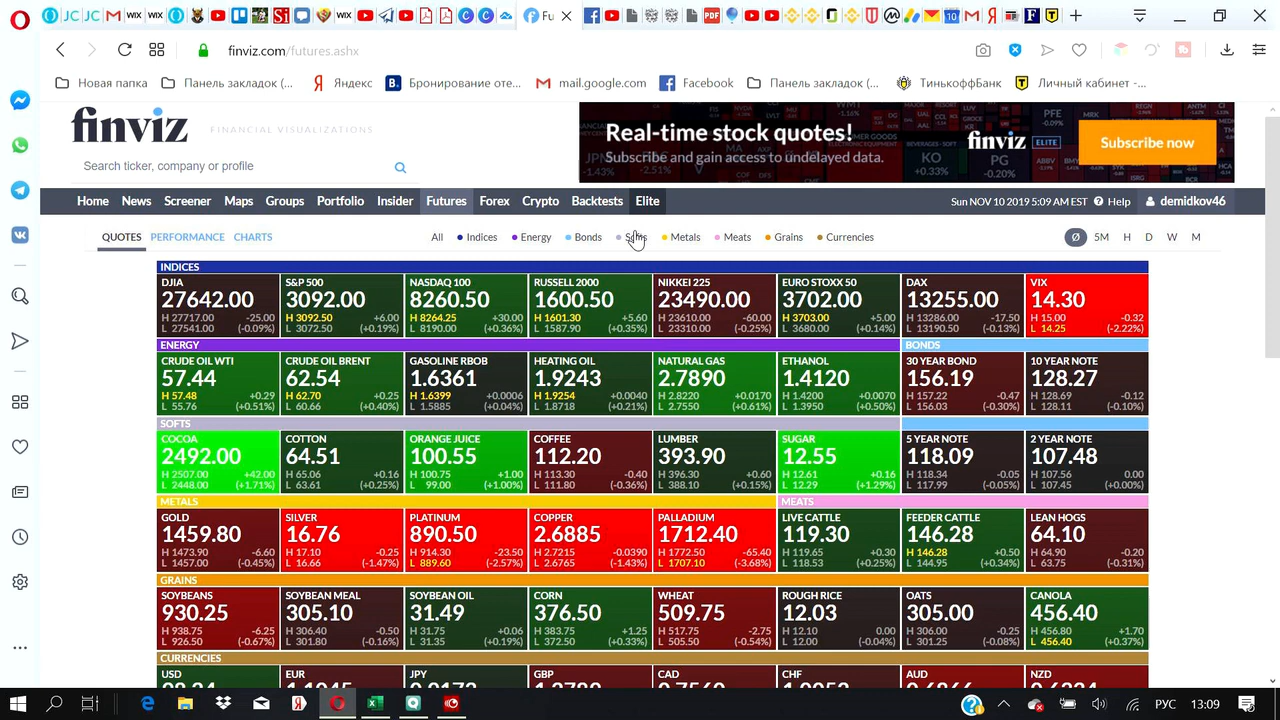 finviz.com/futures.ashx
Новая папка
Панель закладок (...
Яндекс
Бронирование оте...
mail.google.com
Facebook
Панель закладок (...
ТинькоффБанк
Личный кабинет -...
finviz FINANCIAL VISUALIZATIONS
Real-time stock quotes!
Subscribe and gain access to undelayed data.
finviz ELITE
Subscribe now
Search ticker, company or profile
Home News Screener Maps Groups Portfolio Insider Futures Forex Crypto Backtests Elite
Sun NOV 10 2019 5:09 AM EST Help demidkov46
QUOTES PERFORMANCE CHARTS
All Indices Energy Bonds Softs Metals Meats Grains Currencies
Ø 5M H D W M
INDICES
DJIA S&P 500 NASDAQ 100 RUSSELL 2000 NIKKEI 225 EURO STOXX 50 DAX VIX
27642.00 3092.00 8260.50 1600.50 23490.00 3702.00 13255.00 14.30
H 27717.00 -25.00 H 3092.50 +6.00 H 8264.25 +30.00 H 1601.30 +5.60 H 23610.00 -60.00 H 3703.00 +5.00 H 13286.00 -17.50 H 15.00 -0.32
L 27541.00 (-0.09%) L 3072.50 (+0.19%) L 8190.00 (+0.36%) L 1587.90 (+0.35%) L 23310.00 (-0.25%) L 3680.00 (+0.14%) L 13190.50 (-0.13%) L 14.25 (-2.22%)
ENERGY BONDS
CRUDE OIL WTI CRUDE OIL BRENT GASOLINE RBOB HEATING OIL NATURAL GAS ETHANOL 30 YEAR BOND 10 YEAR NOTE
57.44 62.54 1.6361 1.9243 2.7890 1.4120 156.19 128.27
H 57.48 +0.29 H 62.70 +0.25 H 1.6399 +0.0006 H 1.9254 +0.0040 H 2.8220 +0.0170 H 1.4200 +0.0070 H 157.22 -0.47 H 128.69 -0.12
L 55.76 (+0.51%) L 60.66 (+0.40%) L 1.5885 (+0.04%) L 1.8718 (+0.21%) L 2.7550 (+0.61%) L 1.3950 (+0.50%) L 156.03 (-0.30%) L 128.11 (-0.10%)
SOFTS
COCOA COTTON ORANGE JUICE COFFEE LUMBER SUGAR 5 YEAR NOTE 2 YEAR NOTE
2492.00 64.51 100.55 112.20 393.90 12.55 118.09 107.48
H 2507.00 +42.00 H 65.06 +0.16 H 100.75 +1.00 H 113.30 -0.40 H 396.30 +0.60 H 12.61 +0.16 H 118.34 -0.05 H 107.56 0.00
L 2448.00 (+1.71%) L 63.61 (+0.25%) L 99.00 (+1.00%) L 111.80 (-0.36%) L 388.10 (+0.15%) L 12.29 (+1.29%) L 117.99 (-0.05%) L 107.45 (+0.00%)
METALS MEATS
GOLD SILVER PLATINUM COPPER PALLADIUM LIVE CATTLE FEEDER CATTLE LEAN HOGS
1459.80 16.76 890.50 2.6885 1712.40 119.30 146.28 64.10
H 1473.90 -6.60 H 17.10 -0.25 H 914.30 -23.50 H 2.7215 -0.0390 H 1772.50 -65.40 H 119.65 +0.30 H 146.28 +0.50 H 64.90 -0.20
L 1457.00 (-0.45%) L 16.66 (-1.47%) L 889.60 (-2.57%) L 2.6765 (-1.43%) L 1707.10 (-3.68%) L 118.53 (+0.25%) L 144.95 (+0.34%) L 63.75 (-0.31%)
GRAINS
SOYBEANS SOYBEAN MEAL SOYBEAN OIL CORN WHEAT ROUGH RICE OATS CANOLA
930.25 305.10 31.49 376.50 509.75 12.03 305.00 456.40
H 938.75 -6.25 H 306.40 -0.50 H 31.75 +0.06 H 383.75 +1.25 H 517.75 -2.75 H 12.10 0.00 H 306.00 -0.25 H 456.80 +1.70
L 926.50 (-0.67%) L 301.80 (-0.16%) L 31.35 (+0.19%) L 372.50 (+0.33%) L 505.50 (-0.54%) L 12.00 (-0.04%) L 301.25 (-0.08%) L 456.40 (+0.37%)
CURRENCIES
USD EUR JPY GBP CAD CHF AUD NZD
РУС 13:09